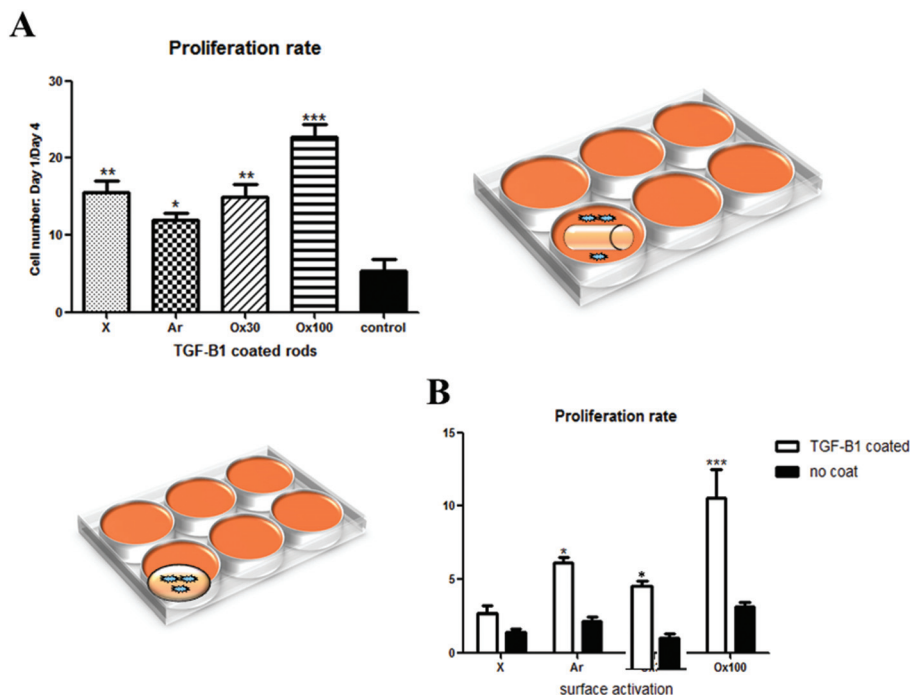 A
Proliferation rate
Cell number: Day 1/Day 4
30
20
10
0
** * ** ***
X Ar Ox30 Ox100 control
TGF-B1 coated rods
B
Proliferation rate
15
10
5
0
* * ***
TGF-B1 coated
no coat
X Ar Ox100
surface activation